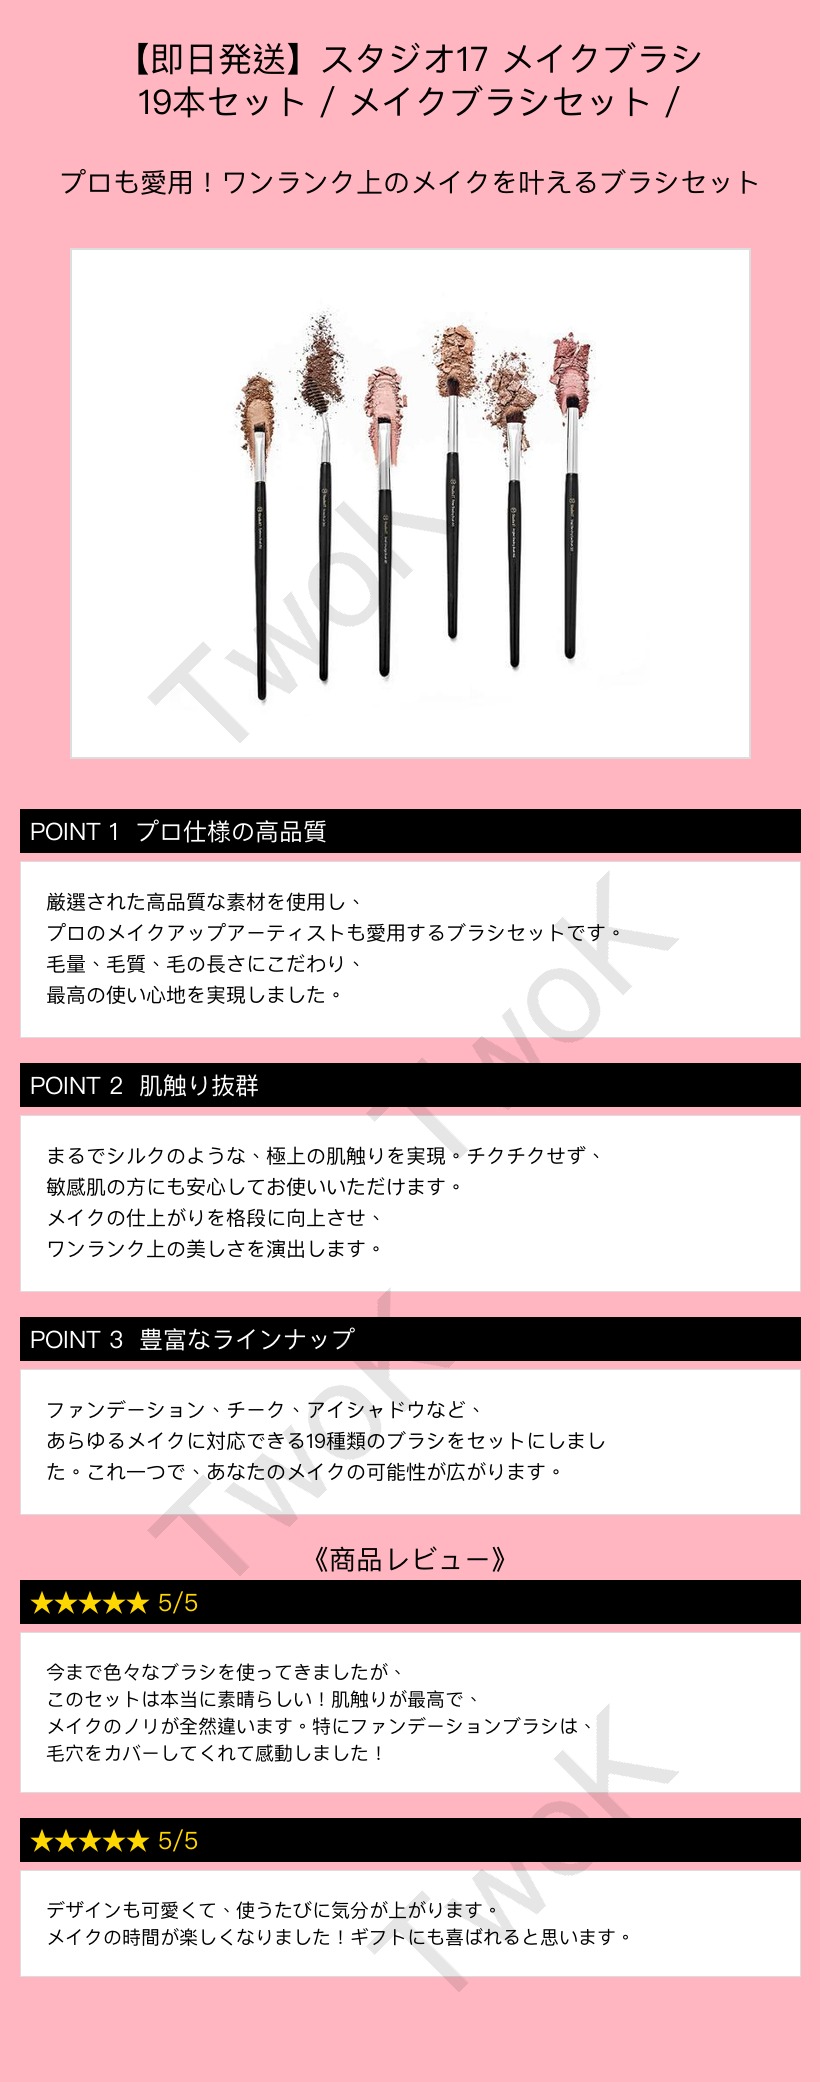 【即日発送】スタジオ17 メイクブラシ
19本セット / メイクブラシセット /
プロも愛用！ワンランク上のメイクを叶えるブラシセット
TwoK
POINT 1 プロ仕様の高品質
厳選された高品質な素材を使用し、
プロのメイクアップアーティストも愛用するブラシセットです。
毛量、毛質、毛の長さにこだわり、
最高の使い心地を実現しました。
TwoK
POINT 2 肌触り抜群
まるでシルクのような、極上の肌触りを実現。チクチクせず、
敏感肌の方にも安心してお使いいただけます。
メイクの仕上がりを格段に向上させ、
ワンランク上の美しさを演出します。
POINT 3 豊富なラインナップ
ファンデーション、チーク、アイシャドウなど、
あらゆるメイクに対応できる19種類のブラシをセットにしまし
た。これ一つで、あなたのメイクの可能性が広がります。
TwoK
《商品レビュー》
★★★★★ 5/5
今まで色々なブラシを使ってきましたが、
このセットは本当に素晴らしい！肌触りが最高で、
メイクのノリが全然違います。特にファンデーションブラシは、
毛穴をカバーしてくれて感動しました！
TwoK
★★★★★ 5/5
デザインも可愛くて、使うたびに気分が上がります。
メイクの時間が楽しくなりました！ギフトにも喜ばれると思います。